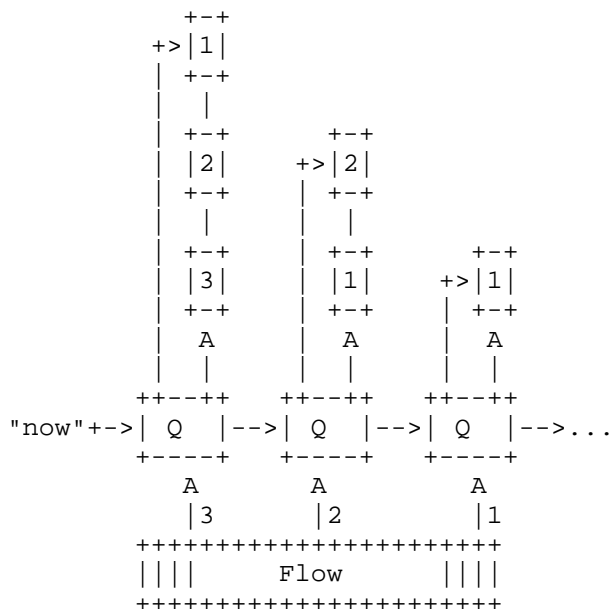 +-+
+>|1|
| +-+
| |
| +-+ +-+
| |2| +>|2|
| +-+ | +-+
| | | |
| +-+ | +-+ +-+
| |3| | |1| +>|1|
| +-+ | +-+ | +-+
| A | A | A
| | | | | |
++--++ ++--++ ++--++
"now"+->| Q |-->| Q |-->| Q |-->...
+----+ +----+ +----+
A A A
|3 |2 |1
+++++++++++++++++++++++
|||| Flow ||||
+++++++++++++++++++++++